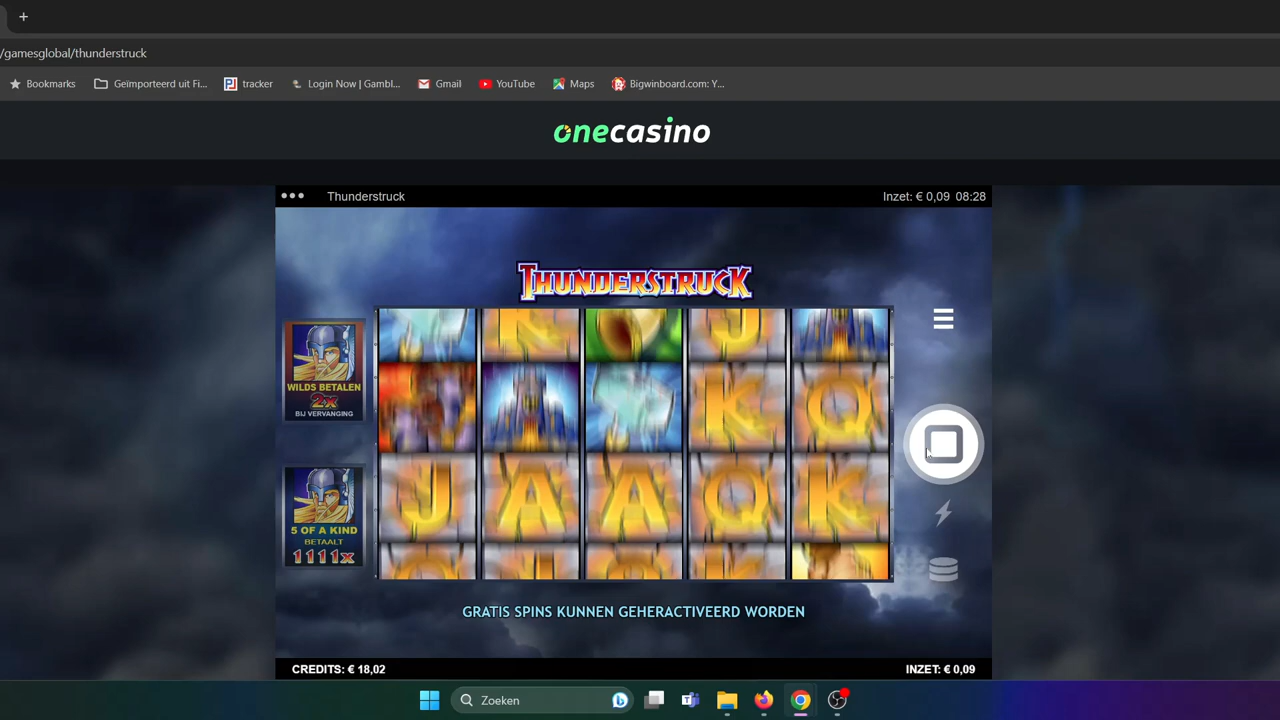 +
/gamesglobal/thunderstruck
Bookmarks Geïmporteerd uit Fi... tracker Login Now | Gambl... Gmail YouTube Maps Bigwinboard.com: Y...
onecasino
Thunderstruck Inzet: € 0,09 08:28
THUNDERSTRUCK
K J
WILDS BETALEN
2x
BIJ VERVANGING
K Q
J A A Q K
5 OF A KIND
BETAALT
1111x
GRATIS SPINS KUNNEN GEHERACTIVEERD WORDEN
CREDITS: € 18,02 INZET: € 0,09
Zoeken